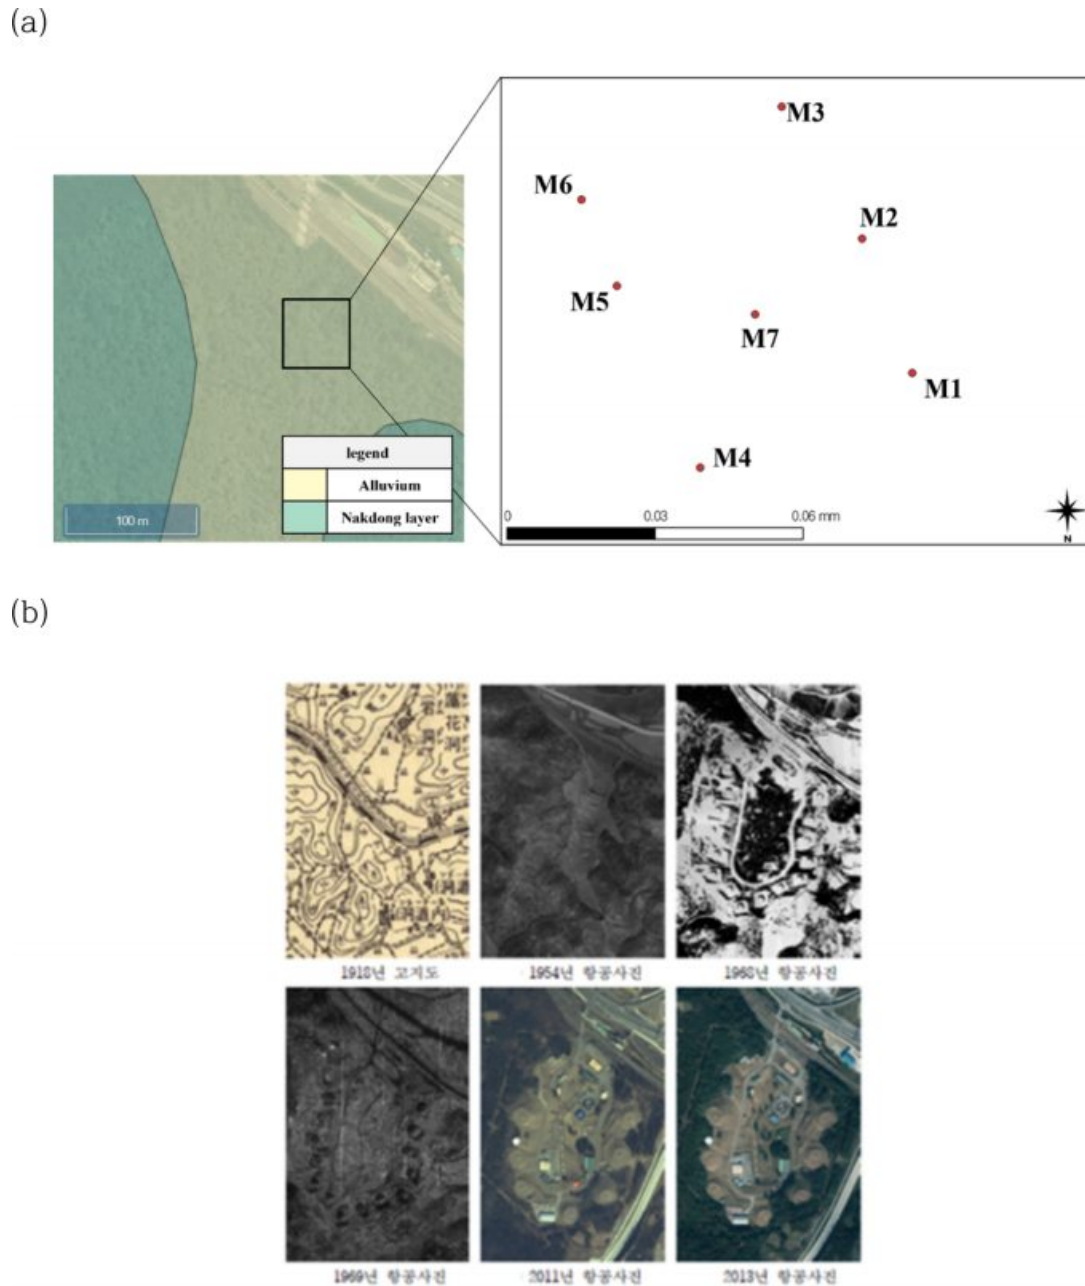 (a)
M3
M6
M2
M5
M7
M1
M4
legend
Alluvium
Nakdong layer
100 m
0 0.03 0.06 mm
N
(b)
1918년 고지도 1954년 항공사진 1968년 항공사진
1969년 항공사진 2011년 항공사진 2013년 항공사진